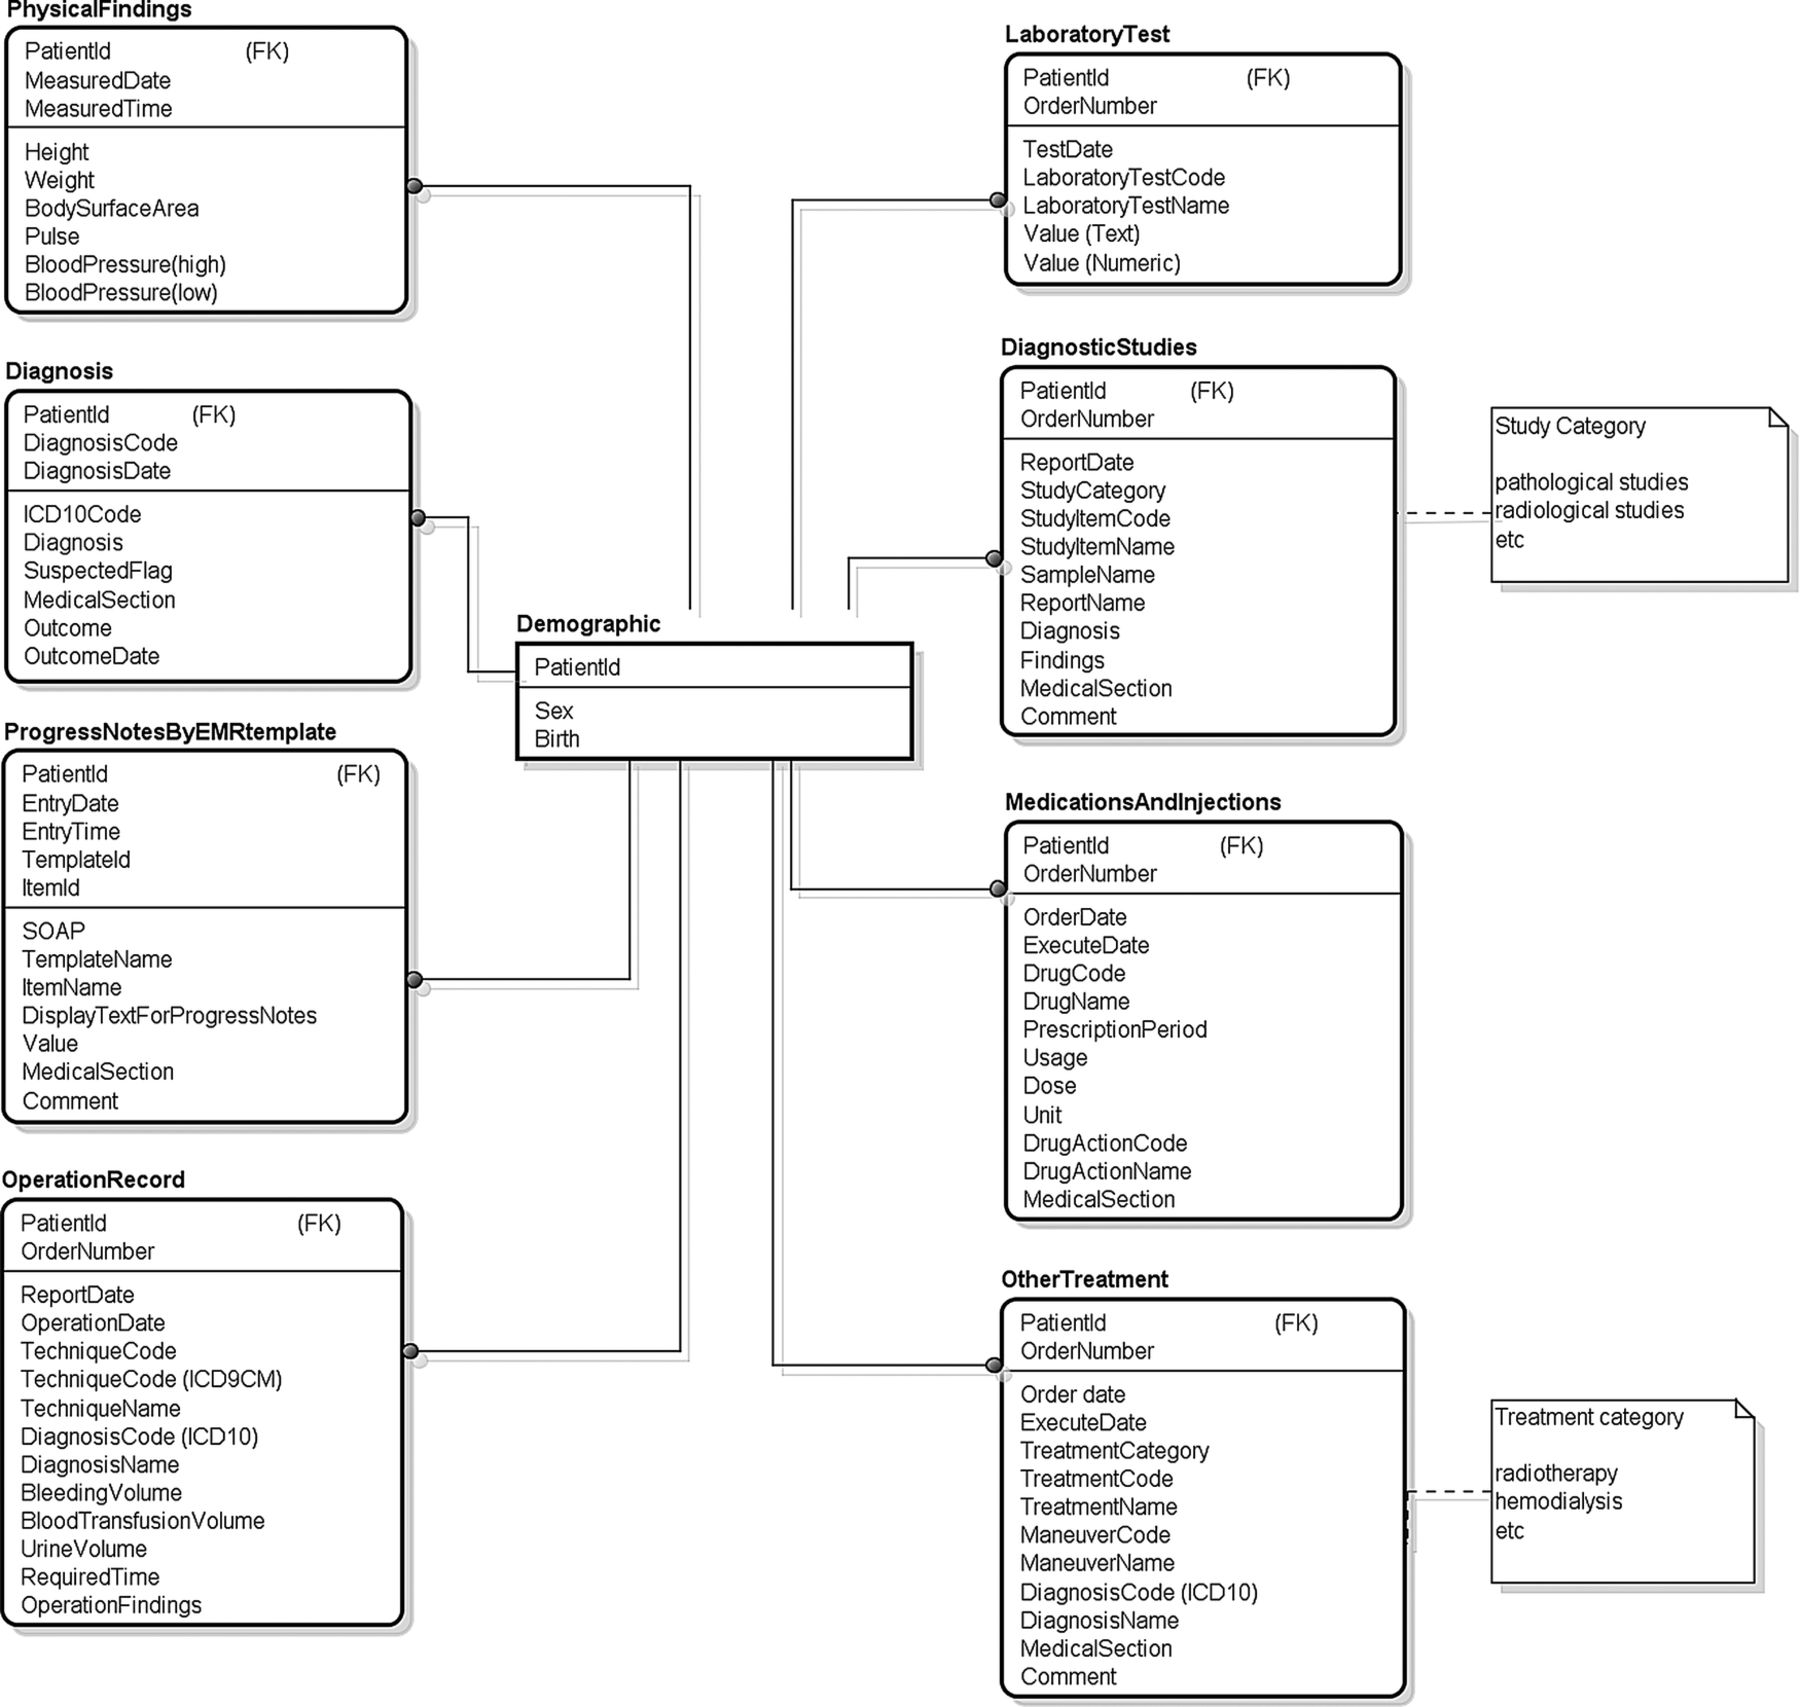 PhysicalFindings
PatientId (FK)
MeasuredDate
MeasuredTime
Height
Weight
BodySurfaceArea
Pulse
BloodPressure(high)
BloodPressure(low)
Diagnosis
PatientId (FK)
DiagnosisCode
DiagnosisDate
ICD10Code
Diagnosis
SuspectedFlag
MedicalSection
Outcome
OutcomeDate
ProgressNotesByEMRtemplate
PatientId (FK)
EntryDate
EntryTime
TemplateId
ItemId
SOAP
TemplateName
ItemName
DisplayTextForProgressNotes
Value
MedicalSection
Comment
OperationRecord
PatientId (FK)
OrderNumber
ReportDate
OperationDate
TechniqueCode
TechniqueCode (ICD9CM)
TechniqueName
DiagnosisCode (ICD10)
DiagnosisName
BleedingVolume
BloodTransfusionVolume
UrineVolume
RequiredTime
OperationFindings
Demographic
PatientId
Sex
Birth
LaboratoryTest
PatientId (FK)
OrderNumber
TestDate
LaboratoryTestCode
LaboratoryTestName
Value (Text)
Value (Numeric)
DiagnosticStudies
PatientId (FK)
OrderNumber
ReportDate
StudyCategory
StudyItemCode
StudyItemName
SampleName
ReportName
Diagnosis
Findings
MedicalSection
Comment
Study Category
pathological studies
radiological studies
etc
MedicationsAndInjections
PatientId (FK)
OrderNumber
OrderDate
ExecuteDate
DrugCode
DrugName
PrescriptionPeriod
Usage
Dose
Unit
DrugActionCode
DrugActionName
MedicalSection
OtherTreatment
PatientId (FK)
OrderNumber
Order date
ExecuteDate
TreatmentCategory
TreatmentCode
TreatmentName
ManeuverCode
ManeuverName
DiagnosisCode (ICD10)
DiagnosisName
MedicalSection
Comment
Treatment category
radiotherapy
hemodialysis
etc